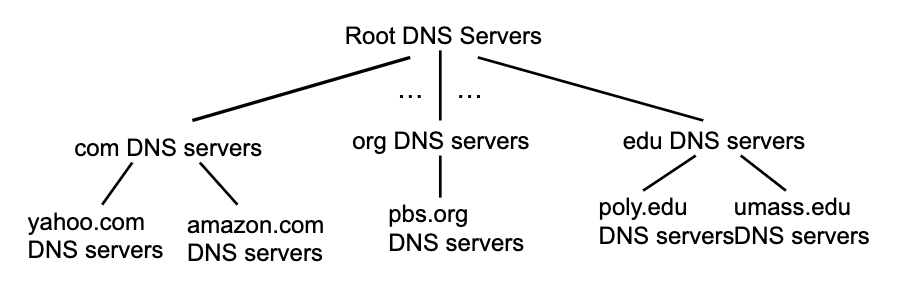 Root DNS Servers
… …
com DNS servers
org DNS servers
edu DNS servers
yahoo.com
DNS servers
amazon.com
DNS servers
pbs.org
DNS servers
poly.edu
DNS servers
umass.edu
DNS servers